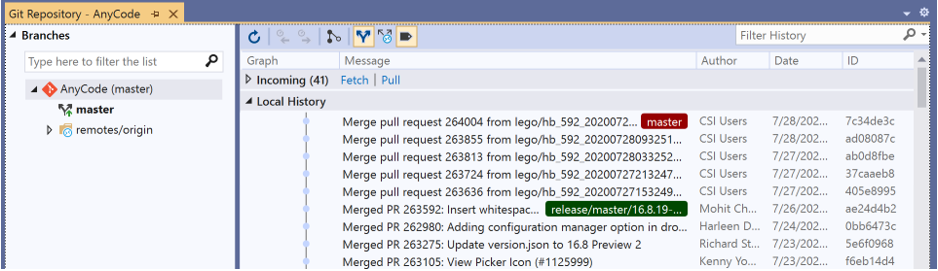 Git Repository - AnyCode
Branches
Type here to filter the list
AnyCode (master)
master
remotes/origin
Filter History
Graph Message Author Date ID
Incoming (41) Fetch | Pull
Local History
Merge pull request 264004 from lego/hb_592_2020072... master CSI Users 7/28/202... 7c34de3c
Merge pull request 263855 from lego/hb_592_20200728093251... CSI Users 7/28/202... ad08087c
Merge pull request 263813 from lego/hb_592_20200728033252... CSI Users 7/27/202... ab0d8fbe
Merge pull request 263724 from lego/hb_592_20200727213247... CSI Users 7/27/202... 37caaeb8
Merge pull request 263636 from lego/hb_592_20200727153249... CSI Users 7/27/202... 405e8995
Merged PR 263592: Insert whitespac... release/master/16.8.19-... Mohit Ch... 7/26/202... ae24d4b2
Merged PR 262980: Adding configuration manager option in dro... Harleen D... 7/24/202... 0bb6473c
Merged PR 263275: Update version.json to 16.8 Preview 2 Richard St... 7/23/202... 5e6f0968
Merged PR 263105: View Picker Icon (#1125999) Kenny Yo... 7/23/202... f6eb14d4